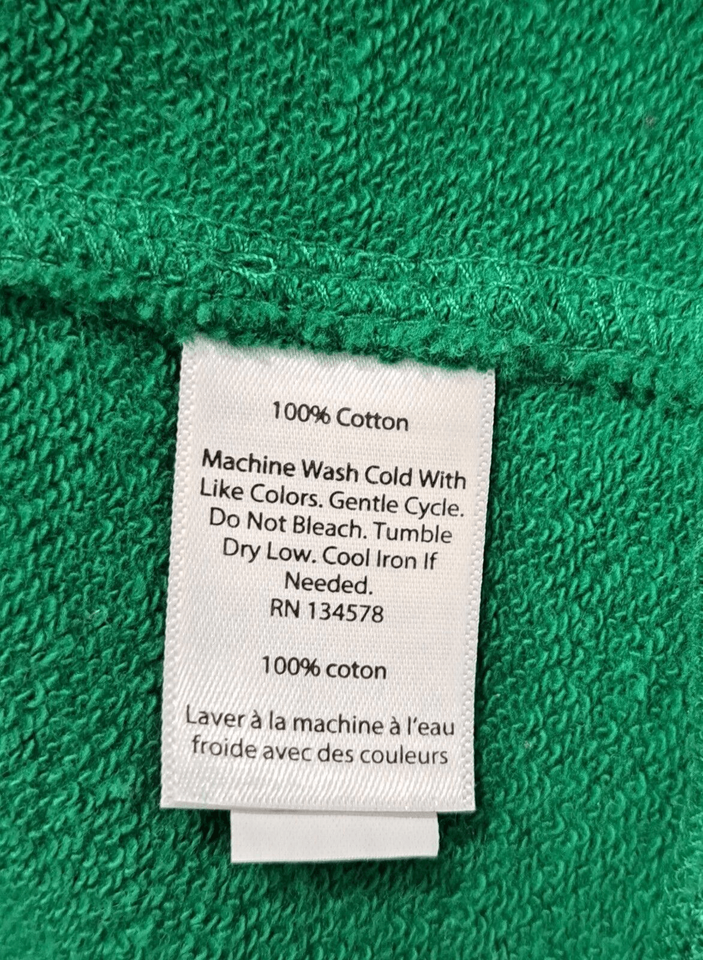 100% Cotton
Machine Wash Cold With
Like Colors. Gentle Cycle.
Do Not Bleach. Tumble
Dry Low. Cool Iron If
Needed.
RN 134578
100% coton
Laver à la machine à l'eau
froide avec des couleurs